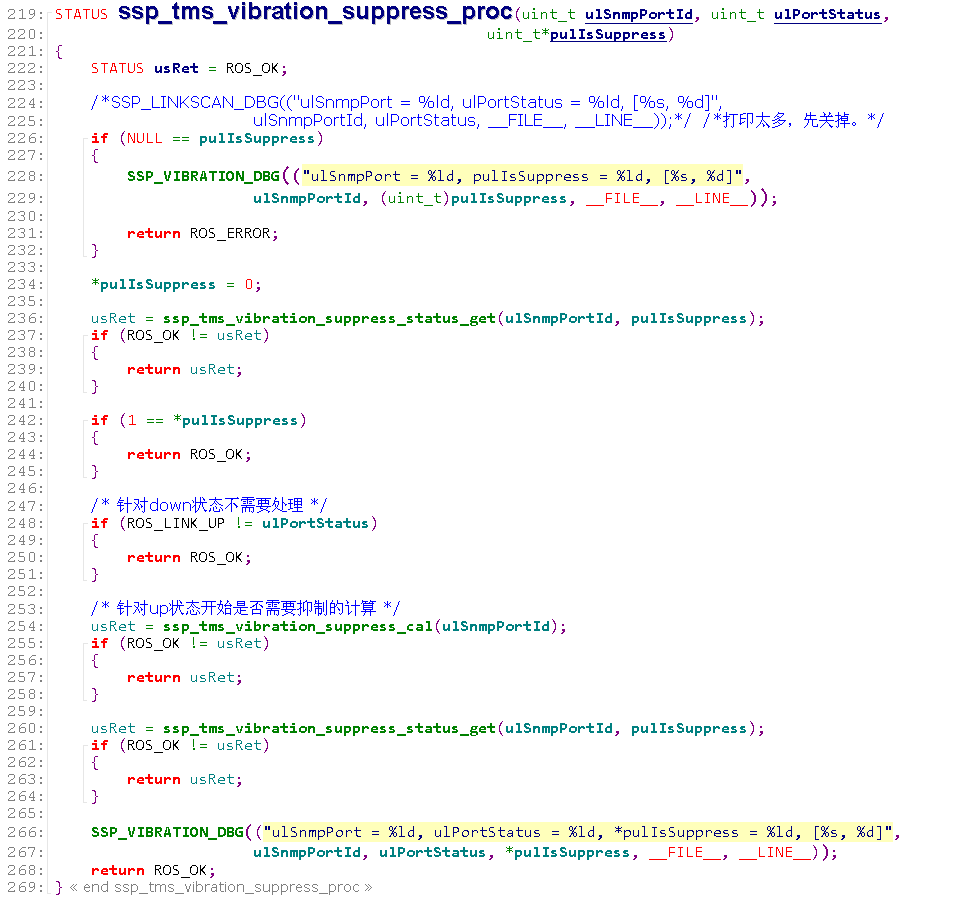 219: STATUS ssp_tms_vibration_suppress_proc(uint_t ulSnmpPortId, uint_t ulPortStatus,
220: uint_t*pulIsSuppress)
221: {
222: STATUS usRet = ROS_OK;
223:
224: /*SSP_LINKSCAN_DBG(("ulSnmpPort = %ld, ulPortStatus = %ld, [%s, %d]",
225: ulSnmpPortId, ulPortStatus, __FILE__, __LINE__));*/ /*打印太多，先关掉。*/
226: if (NULL == pulIsSuppress)
227: {
228: SSP_VIBRATION_DBG(("ulSnmpPort = %ld, pulIsSuppress = %ld, [%s, %d]",
229: ulSnmpPortId, (uint_t)pulIsSuppress, __FILE__, __LINE__));
230:
231: return ROS_ERROR;
232: }
233:
234: *pulIsSuppress = 0;
235:
236: usRet = ssp_tms_vibration_suppress_status_get(ulSnmpPortId, pulIsSuppress);
237: if (ROS_OK != usRet)
238: {
239: return usRet;
240: }
241:
242: if (1 == *pulIsSuppress)
243: {
244: return ROS_OK;
245: }
246:
247: /* 针对down状态不需要处理 */
248: if (ROS_LINK_UP != ulPortStatus)
249: {
250: return ROS_OK;
251: }
252:
253: /* 针对up状态开始是否需要抑制的计算 */
254: usRet = ssp_tms_vibration_suppress_cal(ulSnmpPortId);
255: if (ROS_OK != usRet)
256: {
257: return usRet;
258: }
259:
260: usRet = ssp_tms_vibration_suppress_status_get(ulSnmpPortId, pulIsSuppress);
261: if (ROS_OK != usRet)
262: {
263: return usRet;
264: }
265:
266: SSP_VIBRATION_DBG(("ulSnmpPort = %ld, ulPortStatus = %ld, *pulIsSuppress = %ld, [%s, %d]",
267: ulSnmpPortId, ulPortStatus, *pulIsSuppress, __FILE__, __LINE__));
268: return ROS_OK;
269: } « end ssp_tms_vibration_suppress_proc »